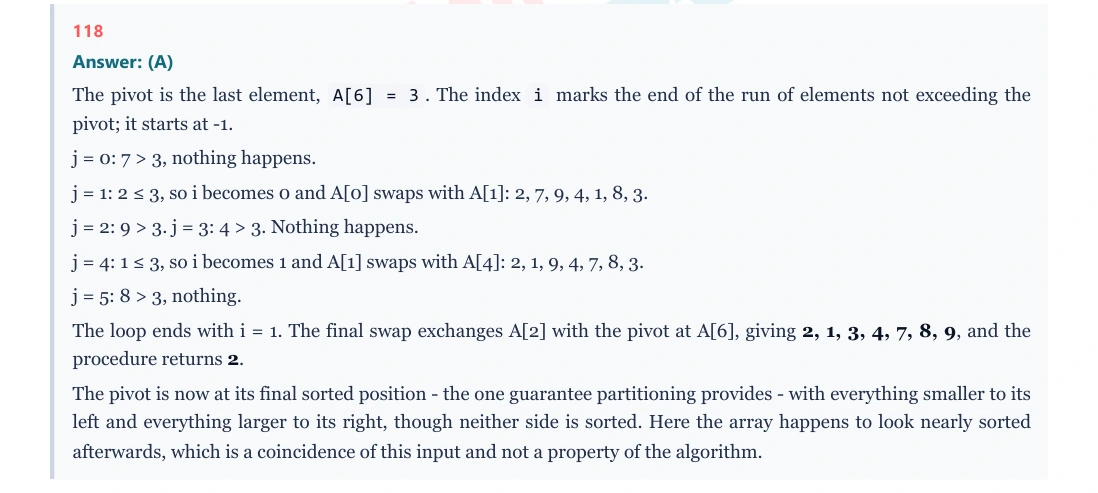 118
Answer: (A)
The pivot is the last element, A[6] = 3. The index i marks the end of the run of elements not exceeding the
pivot; it starts at -1.
j = 0: 7 > 3, nothing happens.
j = 1: 2 ≤ 3, so i becomes 0 and A[0] swaps with A[1]: 2, 7, 9, 4, 1, 8, 3.
j = 2: 9 > 3. j = 3: 4 > 3. Nothing happens.
j = 4: 1 ≤ 3, so i becomes 1 and A[1] swaps with A[4]: 2, 1, 9, 4, 7, 8, 3.
j = 5: 8 > 3, nothing.
The loop ends with i = 1. The final swap exchanges A[2] with the pivot at A[6], giving 2, 1, 3, 4, 7, 8, 9, and the
procedure returns 2.
The pivot is now at its final sorted position - the one guarantee partitioning provides - with everything smaller to its
left and everything larger to its right, though neither side is sorted. Here the array happens to look nearly sorted
afterwards, which is a coincidence of this input and not a property of the algorithm.